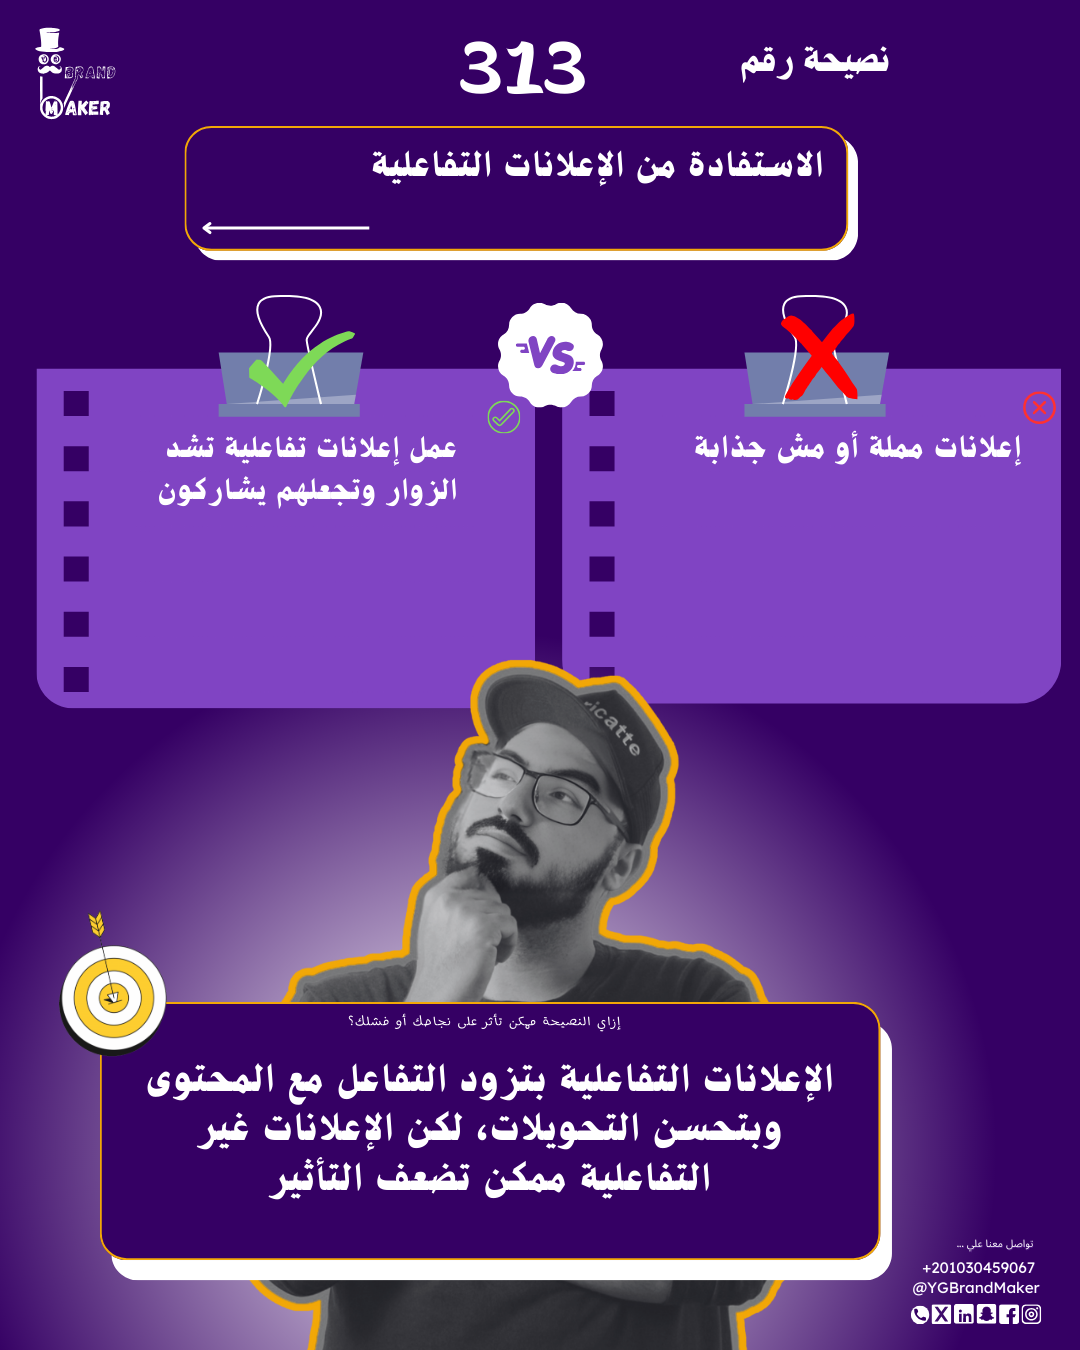 BRAND
MAKER
نصيحة رقم
313
الاستفادة من الإعلانات التفاعلية
VS
إعلانات مملة أو مش جذابة
عمل إعلانات تفاعلية تشد
الزوار وتجعلهم يشاركون
icatte
إزاي النصيحة ممكن تأثر على نجاحك أو فشلك؟
الإعلانات التفاعلية بتزود التفاعل مع المحتوى
وبتحسن التحويلات، لكن الإعلانات غير
التفاعلية ممكن تضعف التأثير
تواصل معنا علي ...
+201030459067
@YGBrandMaker